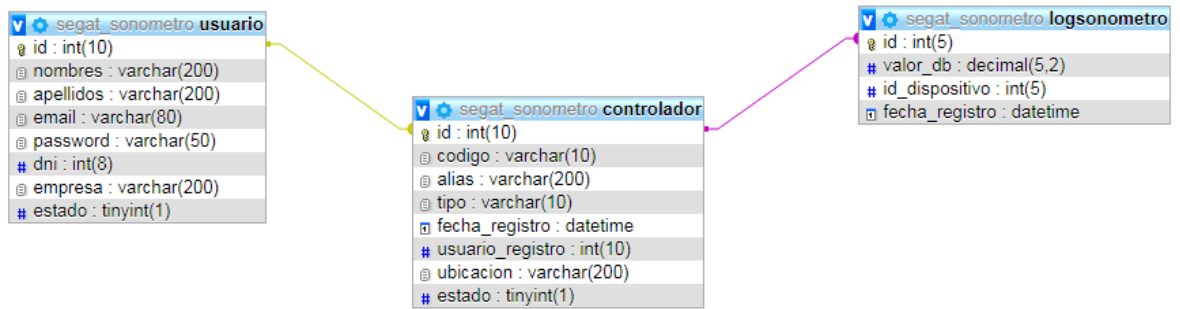 segat_sonometro usuario
id : int(10)
nombres : varchar(200)
apellidos : varchar(200)
email : varchar(80)
password : varchar(50)
dni : int(8)
empresa : varchar(200)
estado : tinyint(1)
segat_sonometro controlador
id : int(10)
codigo : varchar(10)
alias : varchar(200)
tipo : varchar(10)
fecha_registro : datetime
usuario_registro : int(10)
ubicacion : varchar(200)
estado : tinyint(1)
segat_sonometro logsonometro
id : int(5)
valor_db : decimal(5,2)
id_dispositivo : int(5)
fecha_registro : datetime